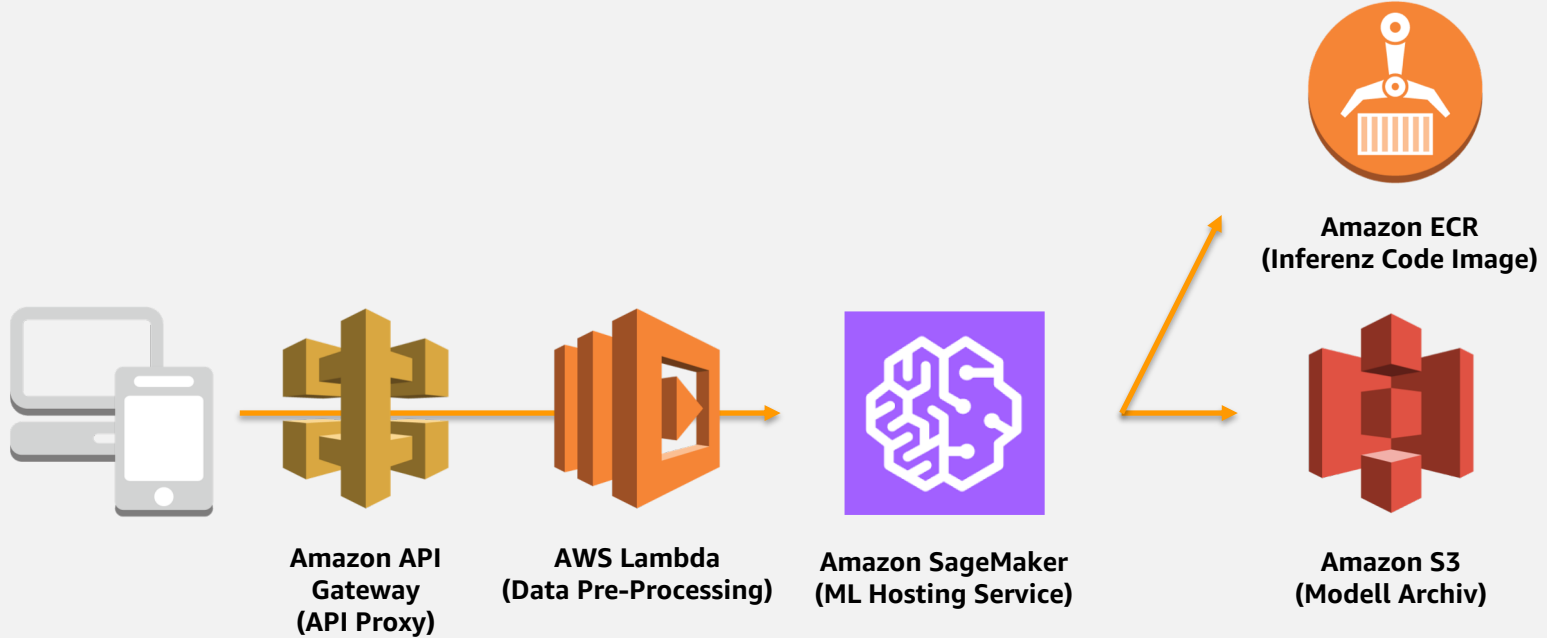 Amazon ECR
(Inferenz Code Image)
Amazon API
Gateway
(API Proxy)
AWS Lambda
(Data Pre-Processing)
Amazon SageMaker
(ML Hosting Service)
Amazon S3
(Modell Archiv)